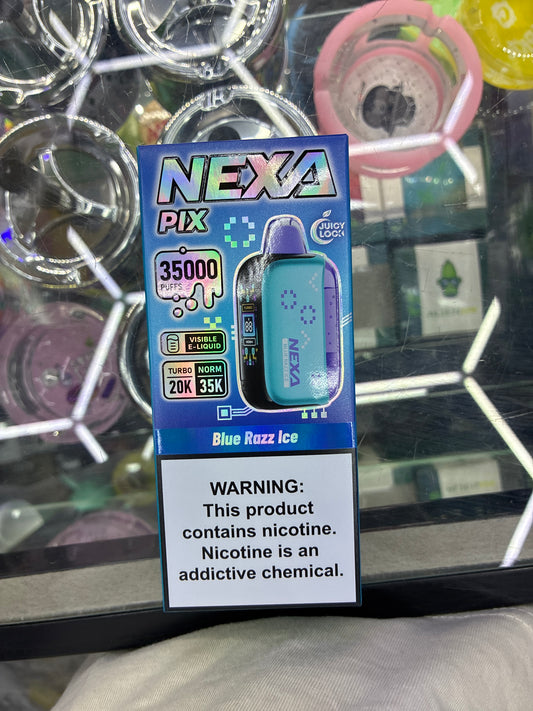 NEXA
PIX
JUICY
LOCK
35000
PUFFS
VISIBLE
E-LIQUID
TURBO NORM
20K 35K
88
NEXA
Blue Razz Ice
WARNING:
This product
contains nicotine.
Nicotine is an
addictive chemical.